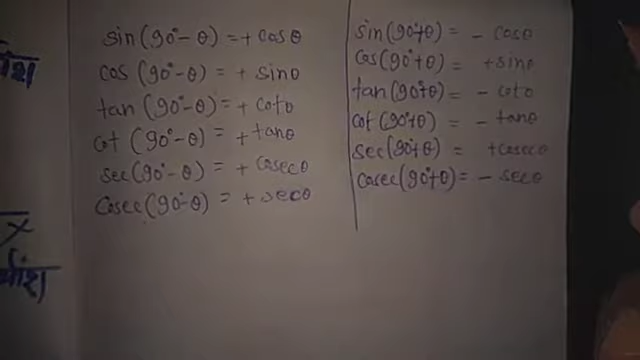 sin(90°-θ) = + cosθ
cos(90°-θ) = + sinθ
tan(90°-θ) = + cotθ
cot(90°-θ) = + tanθ
sec(90°-θ) = + cosecθ
cosec(90°-θ) = + secθ
sin(90°+θ) = - cosθ
cos(90°+θ) = + sinθ
tan(90°+θ) = - cotθ
cot(90°+θ) = - tanθ
sec(90°+θ) = + cosecθ
cosec(90°+θ) = - secθ